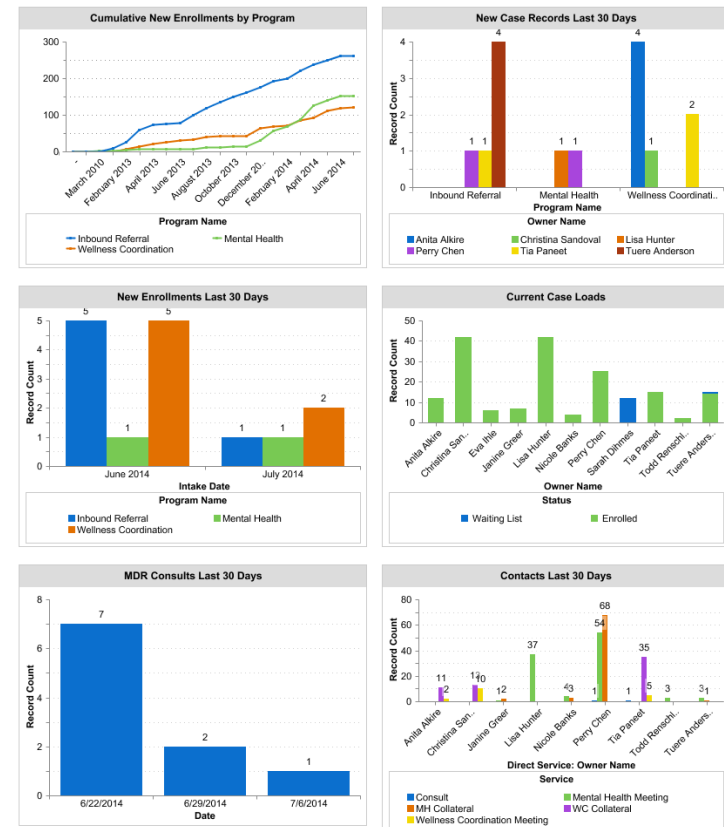 Cumulative New Enrollments by Program
300
200
100
0
-
March 2010
February 2013
April 2013
June 2013
August 2013
October 2013
December 20..
February 2014
April 2014
June 2014
Program Name
Inbound Referral
Mental Health
Wellness Coordination
New Case Records Last 30 Days
Record Count
4
3
2
1
0
1
1
4
1
1
4
1
2
Inbound Referral
Mental Health
Wellness Coordinati..
Program Name
Owner Name
Anita Alkire
Christina Sandoval
Lisa Hunter
Perry Chen
Tia Paneet
Tuere Anderson
New Enrollments Last 30 Days
Record Count
5
4
3
2
1
0
5
1
5
1
1
2
June 2014
July 2014
Intake Date
Program Name
Inbound Referral
Mental Health
Wellness Coordination
Current Case Loads
Record Count
50
40
30
20
10
0
Anita Alkire
Christina San..
Eva Ihle
Janine Greer
Lisa Hunter
Nicole Banks
Perry Chen
Sarah Dihmes
Tia Paneet
Todd Renschl..
Tuere Anders..
Owner Name
Status
Waiting List
Enrolled
MDR Consults Last 30 Days
Record Count
8
6
4
2
0
7
2
1
6/22/2014
6/29/2014
7/6/2014
Date
Contacts Last 30 Days
Record Count
80
60
40
20
0
11
2
13
10
1
2
37
4
3
1
54
68
1
35
5
3
3
1
Anita Alkire
Christina San..
Janine Greer
Lisa Hunter
Nicole Banks
Perry Chen
Tia Paneet
Todd Renschl..
Tuere Anders..
Direct Service: Owner Name
Service
Consult
Mental Health Meeting
MH Collateral
WC Collateral
Wellness Coordination Meeting